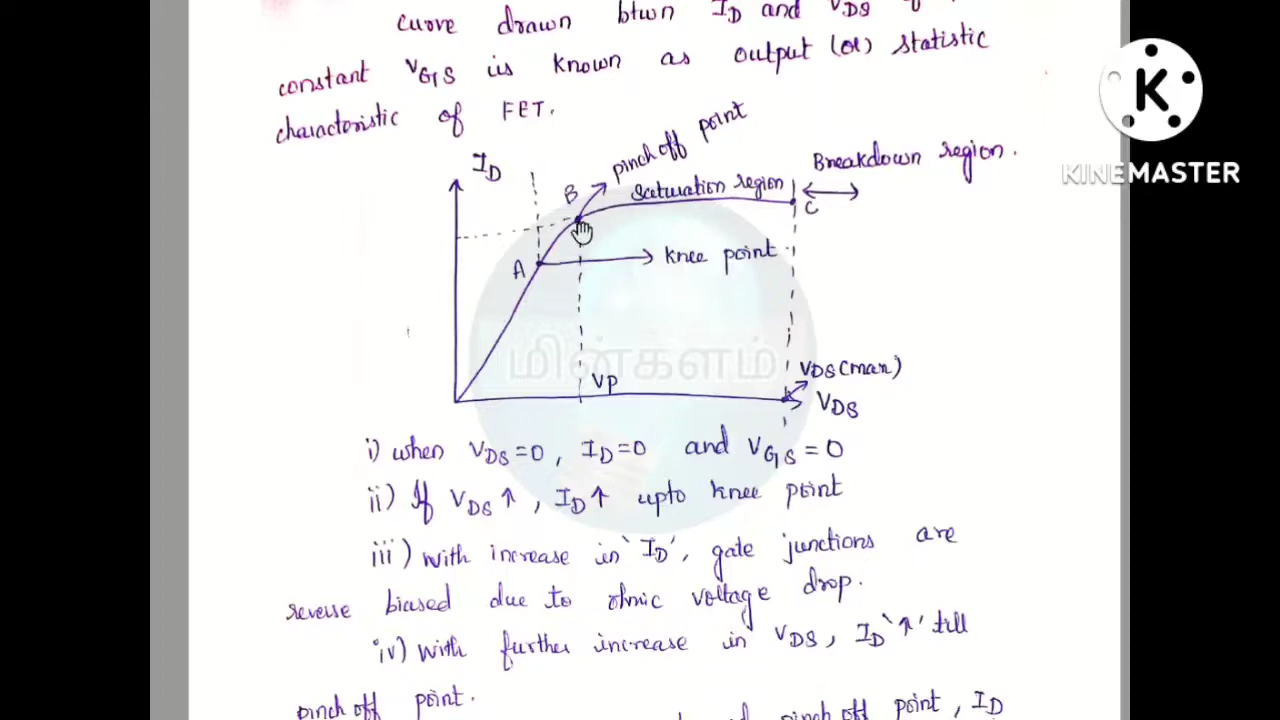 curve drawn btwn ID and VDS
constant VGS is known as output (or) statistic
characteristic of FET.
ID
B
pinch off point
saturation region
Breakdown region.
C
A
knee point
மின்களம்
VP
VDS(max)
VDS
i) when VDS=0, ID=0 and VGS=0
ii) If VDS↑, ID↑ upto knee point
iii) with increase in 'ID', gate junctions are
reverse biased due to ohmic voltage drop.
iv) with further increase in VDS, ID'↑' till
pinch off point.
pinch off point, ID
K
KINEMASTER